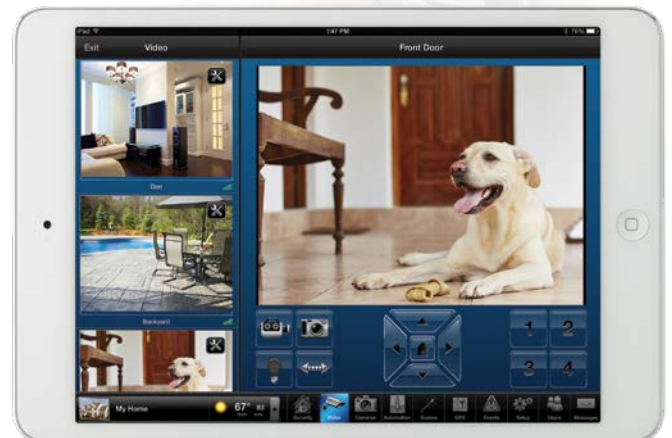 iPad
1:47 PM
76%
Exit
Video
Front Door
Den
Backyard
1
2
3
4
My Home
67°
83
Security
Video
Cameras
Automation
Scenes
GPS
Events
Setup
Users
Messages